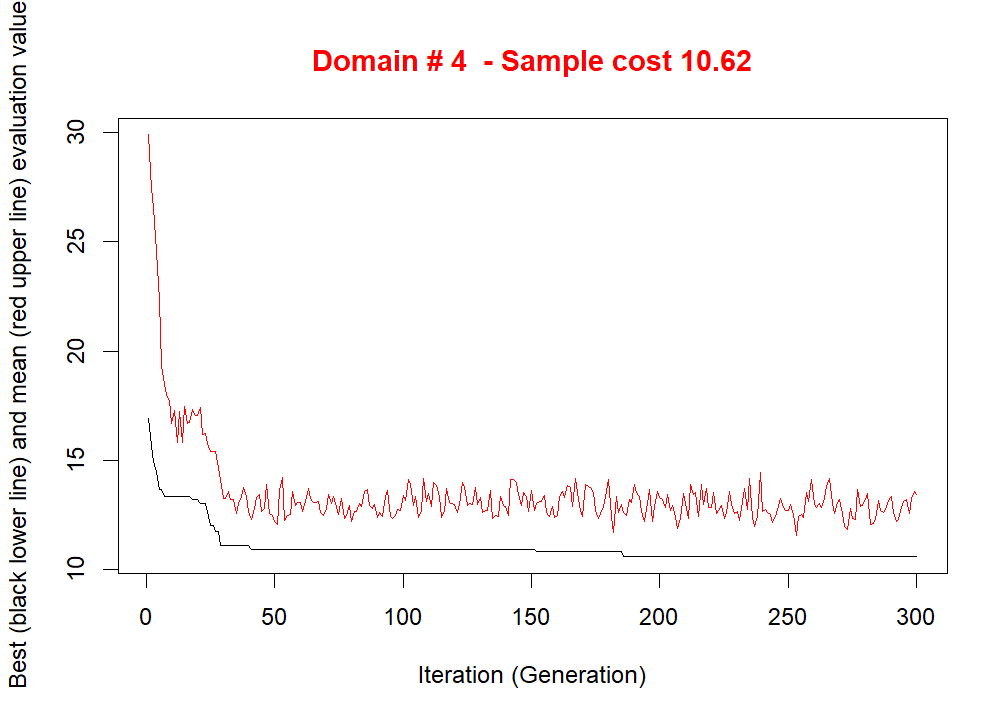 Domain # 4  - Sample cost 10.62
Best (black lower line) and mean (red upper line) evaluation value
30
25
20
15
10
0 50 100 150 200 250 300
Iteration (Generation)